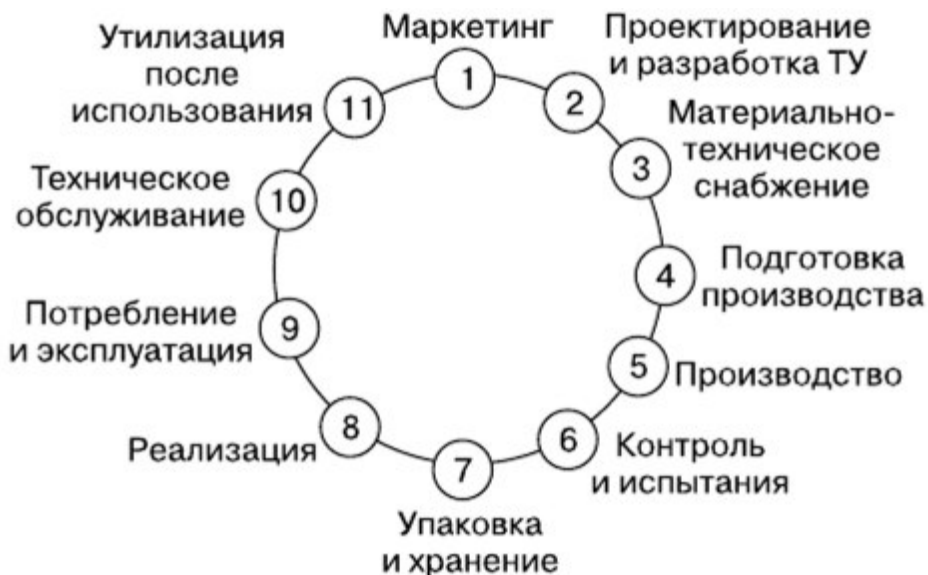 Маркетинг
1
Проектирование
и разработка ТУ
2
Материально-
техническое
снабжение
3
Подготовка
производства
4
Производство
5
Контроль
и испытания
6
Упаковка
и хранение
7
Реализация
8
Потребление
и эксплуатация
9
Техническое
обслуживание
10
Утилизация
после
использования
11